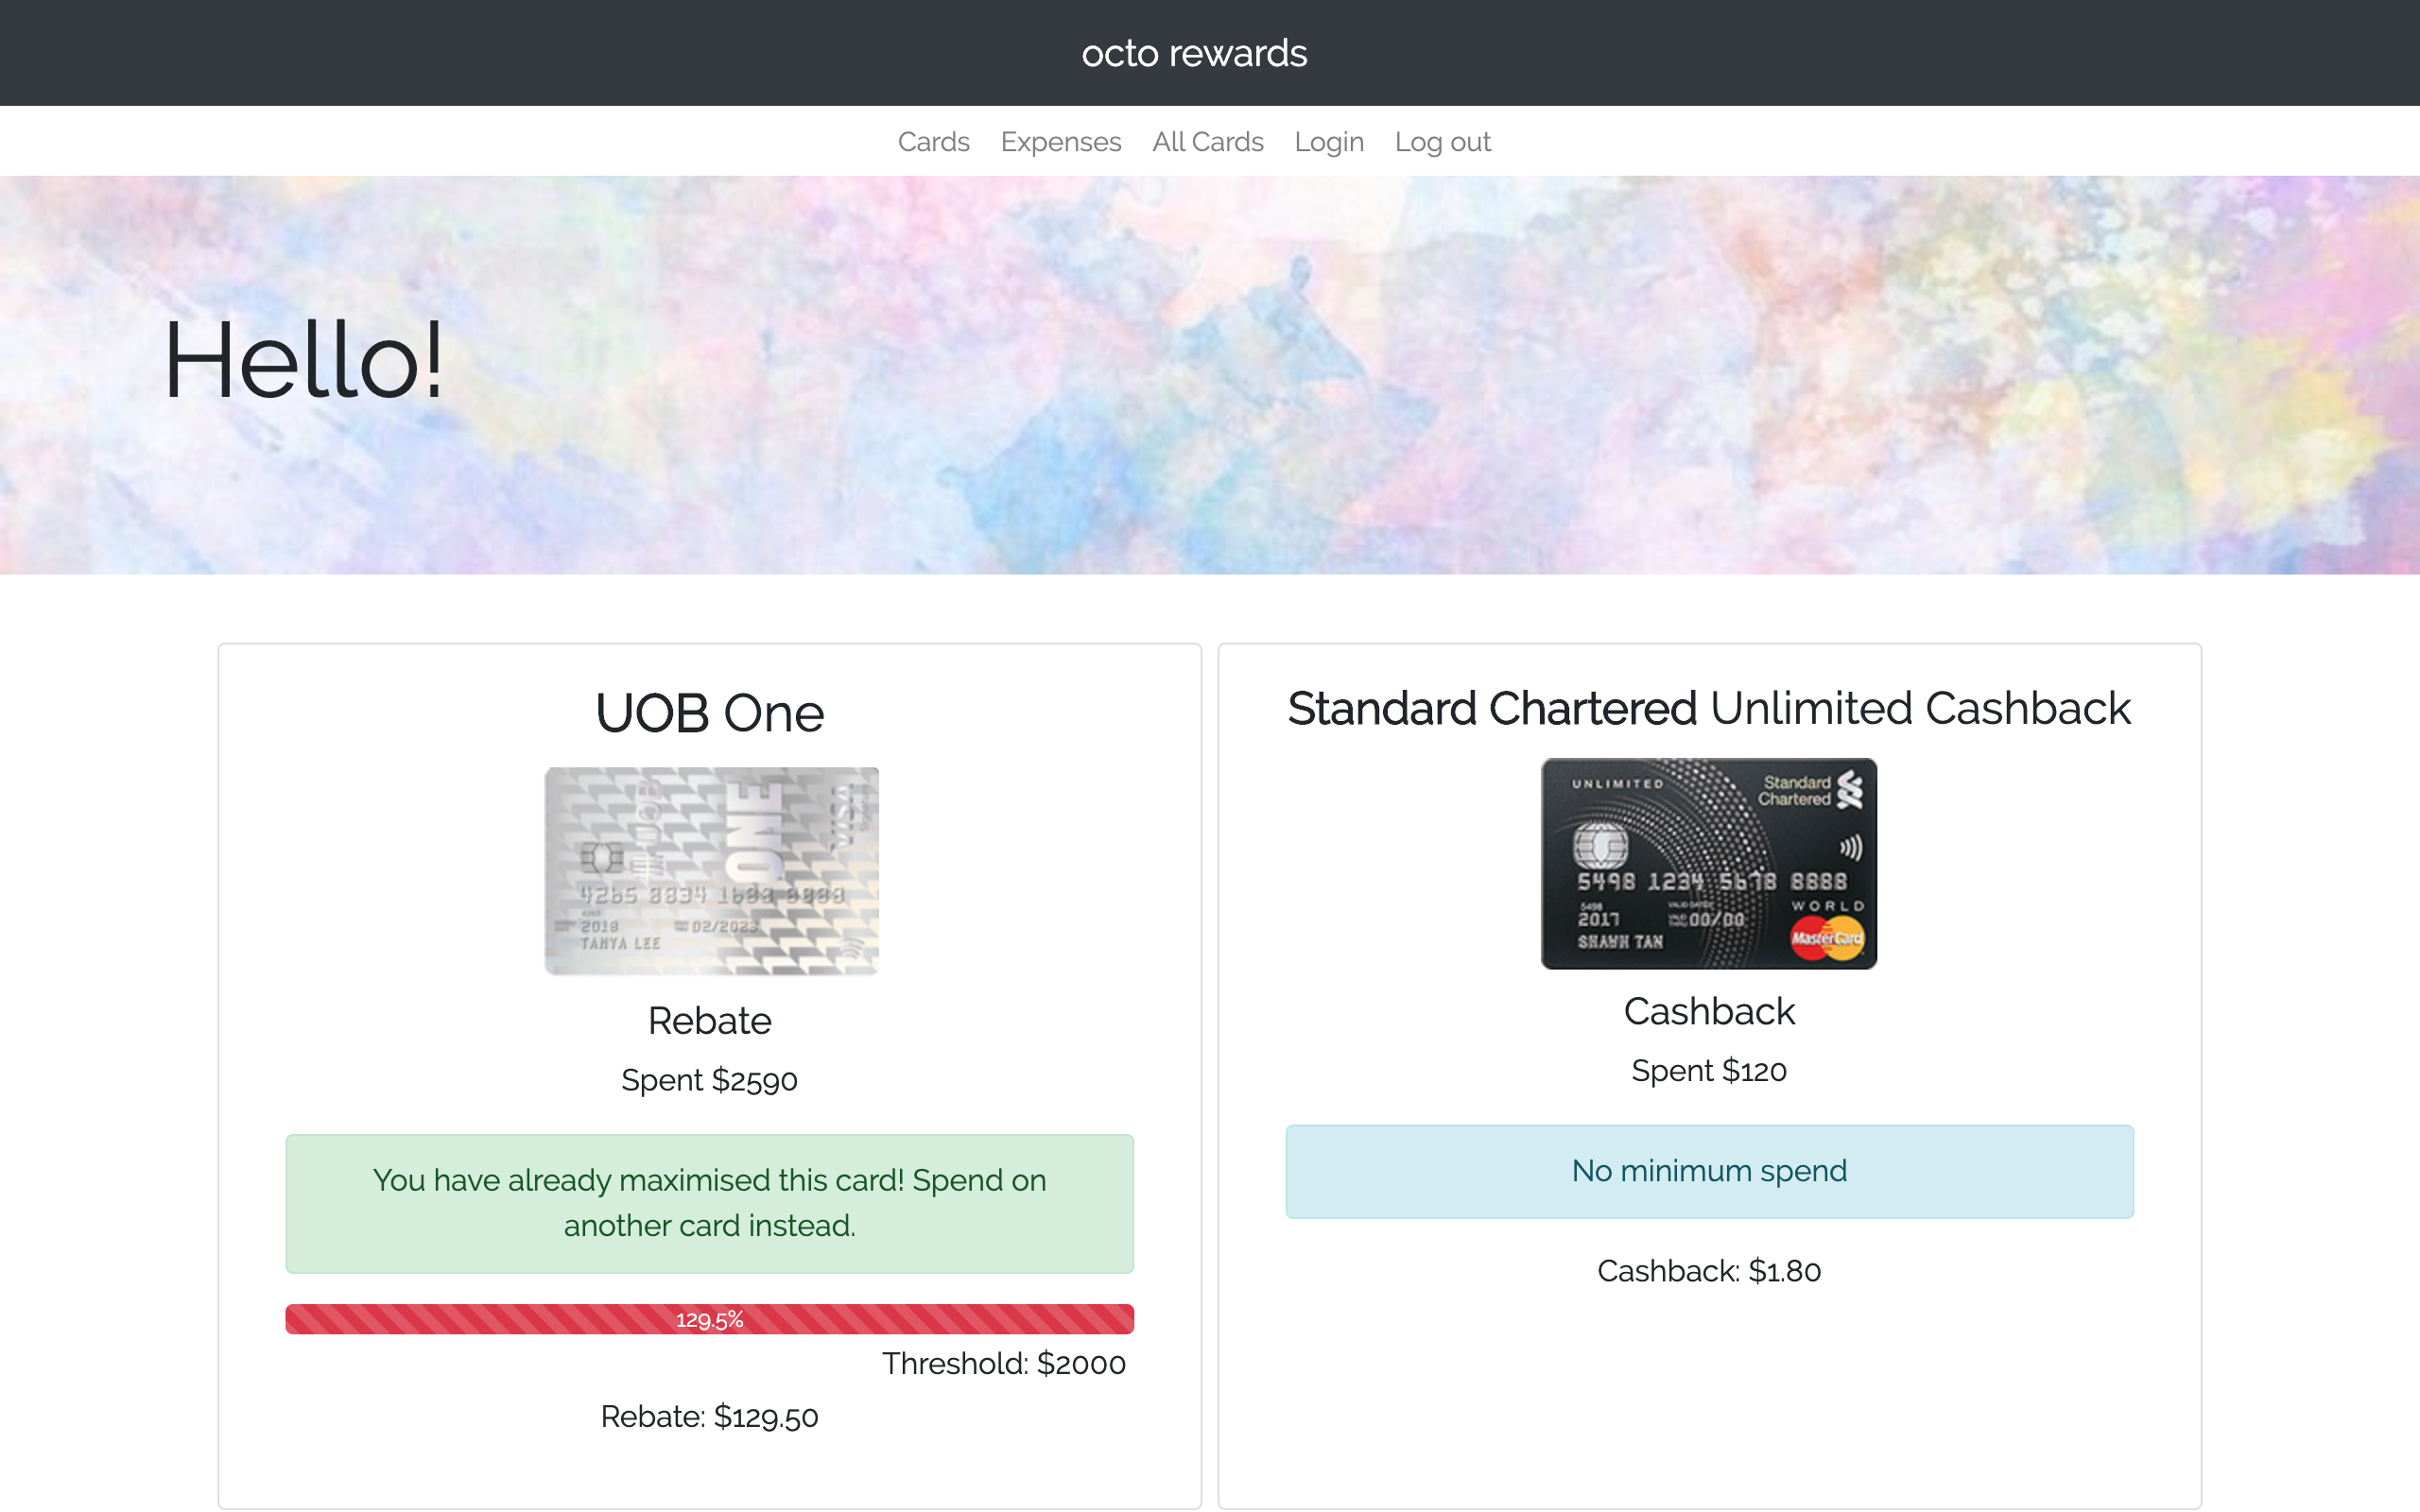 octo rewards
Cards Expenses All Cards Login Log out
Hello!
UOB One
UOB
ONE
VISA
4265 8834 1688 8888
2018 02/2023
TANYA LEE
Rebate
Spent $2590
You have already maximised this card! Spend on
another card instead.
129.5%
Threshold: $2000
Rebate: $129.50
Standard Chartered Unlimited Cashback
UNLIMITED
Standard
Chartered
5498 1234 5678 8888
5498
WORLD
2017 00/00
SHAWN TAN
MasterCard
Cashback
Spent $120
No minimum spend
Cashback: $1.80